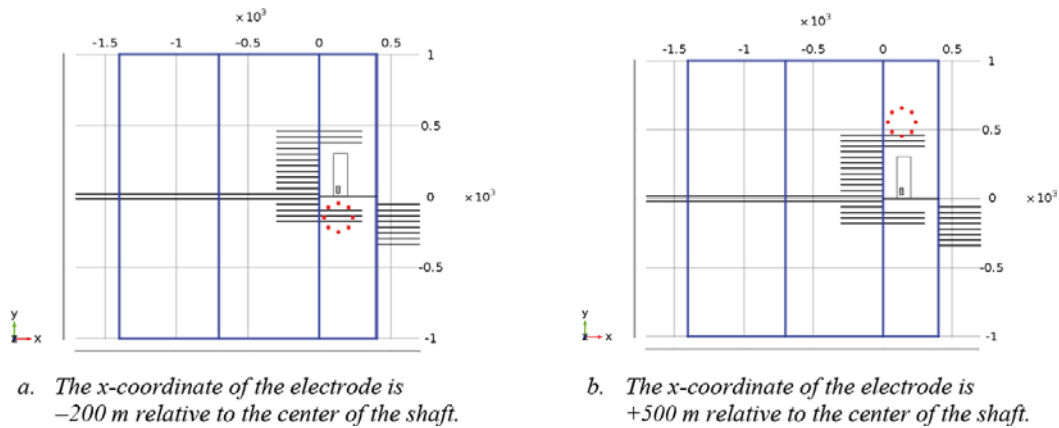 × 10³
-1.5 -1 -0.5 0 0.5
1
0.5
0
× 10³
-0.5
-1
y
z
x
a. The x-coordinate of the electrode is
–200 m relative to the center of the shaft.
× 10³
-1.5 -1 -0.5 0 0.5
1
0.5
0
× 10³
-0.5
-1
y
z
x
b. The x-coordinate of the electrode is
+500 m relative to the center of the shaft.